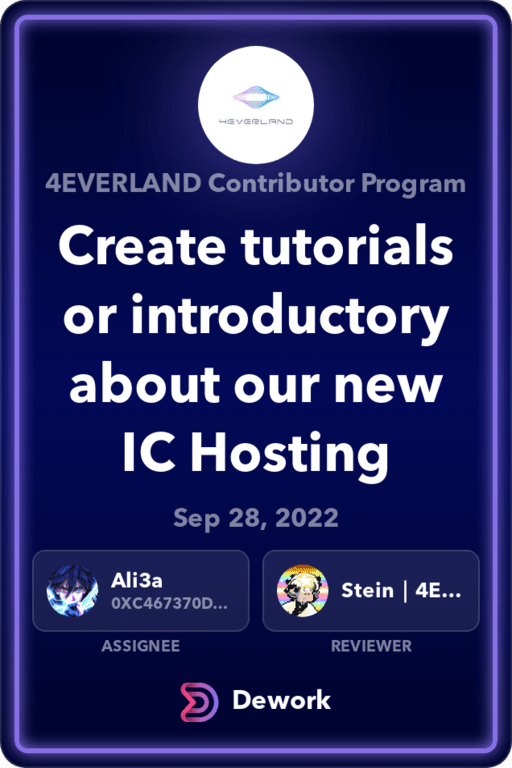 4EVERLAND
4EVERLAND Contributor Program
Create tutorials
or introductory
about our new
IC Hosting
Sep 28, 2022
Ali3a
0XC467370D...
Stein | 4E...
ASSIGNEE
REVIEWER
Dework